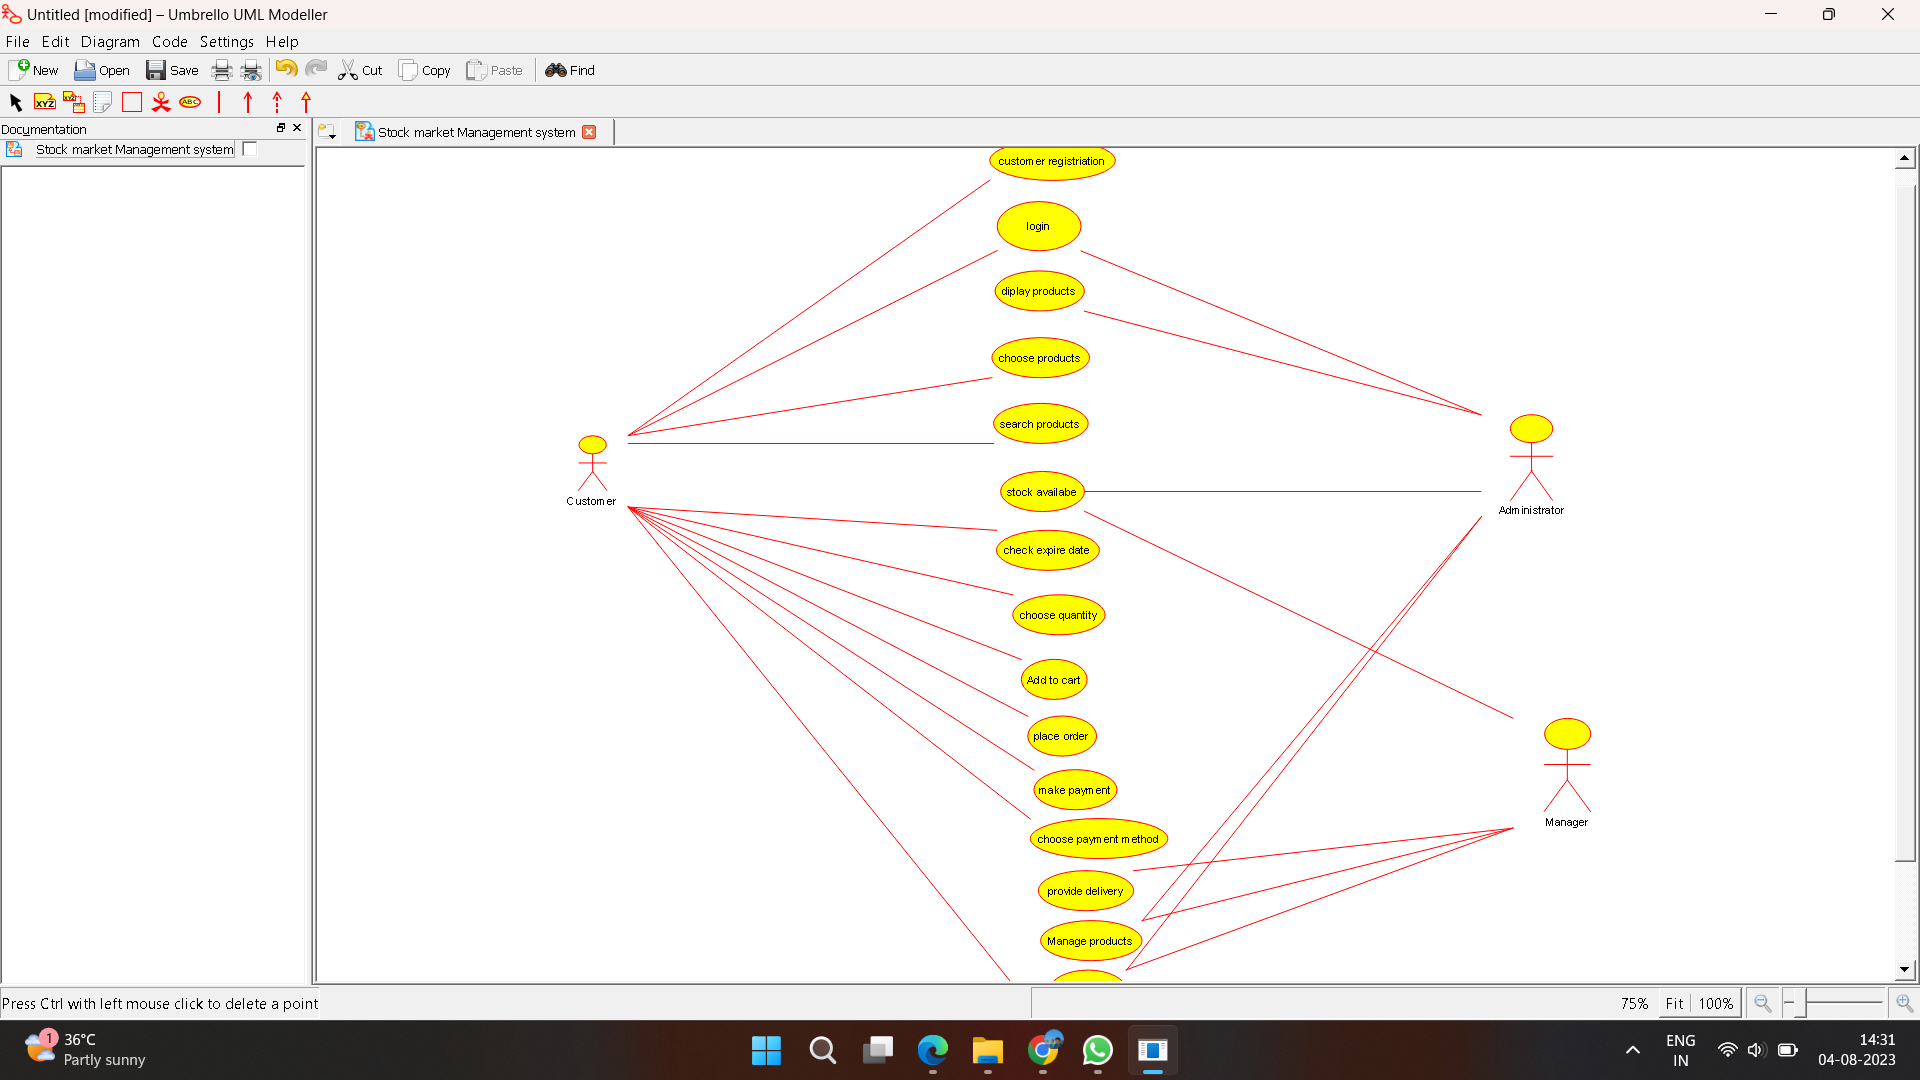 Untitled [modified] – Umbrello UML Modeller
File Edit Diagram Code Settings Help
New Open Save Cut Copy Paste Find
XYZ XYZ ABC
Documentation
Stock market Management system
Stock market Management system
customer registriation
login
diplay products
choose products
search products
stock availabe
check expire date
choose quantity
Add to cart
place order
make payment
choose payment method
provide delivery
Manage products
Customer
Administrator
Manager
Press Ctrl with left mouse click to delete a point
75% Fit 100%
1
36°C
Partly sunny
ENG
IN
14:31
04-08-2023